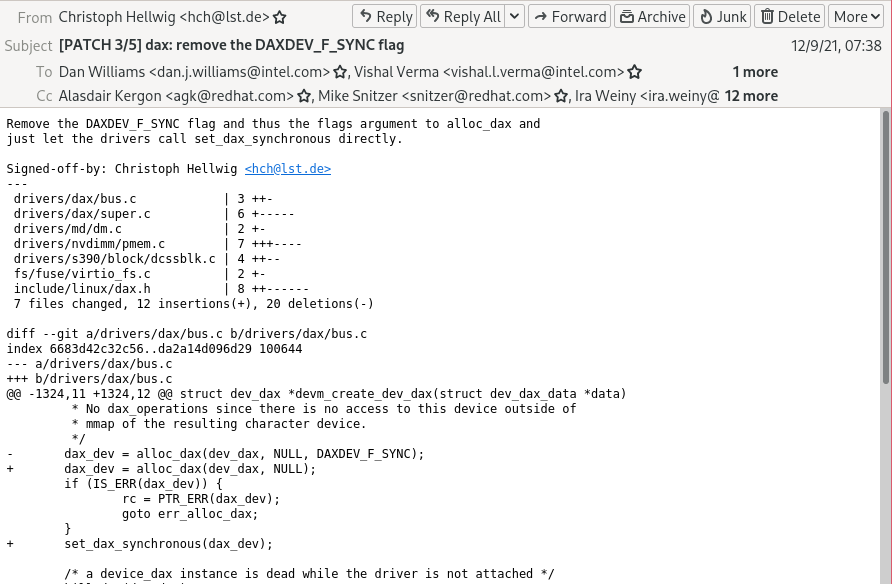 From Christoph Hellwig <hch@lst.de> Reply Reply All Forward Archive Junk Delete More
Subject [PATCH 3/5] dax: remove the DAXDEV_F_SYNC flag 12/9/21, 07:38
To Dan Williams <dan.j.williams@intel.com>, Vishal Verma <vishal.l.verma@intel.com> 1 more
Cc Alasdair Kergon <agk@redhat.com>, Mike Snitzer <snitzer@redhat.com>, Ira Weiny <ira.weiny@ 12 more
Remove the DAXDEV_F_SYNC flag and thus the flags argument to alloc_dax and
just let the drivers call set_dax_synchronous directly.
Signed-off-by: Christoph Hellwig <hch@lst.de>
---
drivers/dax/bus.c | 3 ++-
drivers/dax/super.c | 6 +-----
drivers/md/dm.c | 2 +-
drivers/nvdimm/pmem.c | 7 +++----
drivers/s390/block/dcssblk.c | 4 ++--
fs/fuse/virtio_fs.c | 2 +-
include/linux/dax.h | 8 ++------
7 files changed, 12 insertions(+), 20 deletions(-)
diff --git a/drivers/dax/bus.c b/drivers/dax/bus.c
index 6683d42c32c56..da2a14d096d29 100644
--- a/drivers/dax/bus.c
+++ b/drivers/dax/bus.c
@@ -1324,11 +1324,12 @@ struct dev_dax *devm_create_dev_dax(struct dev_dax_data *data)
* No dax_operations since there is no access to this device outside of
* mmap of the resulting character device.
*/
- dax_dev = alloc_dax(dev_dax, NULL, DAXDEV_F_SYNC);
+ dax_dev = alloc_dax(dev_dax, NULL);
if (IS_ERR(dax_dev)) {
rc = PTR_ERR(dax_dev);
goto err_alloc_dax;
}
+ set_dax_synchronous(dax_dev);
/* a device_dax instance is dead while the driver is not attached */